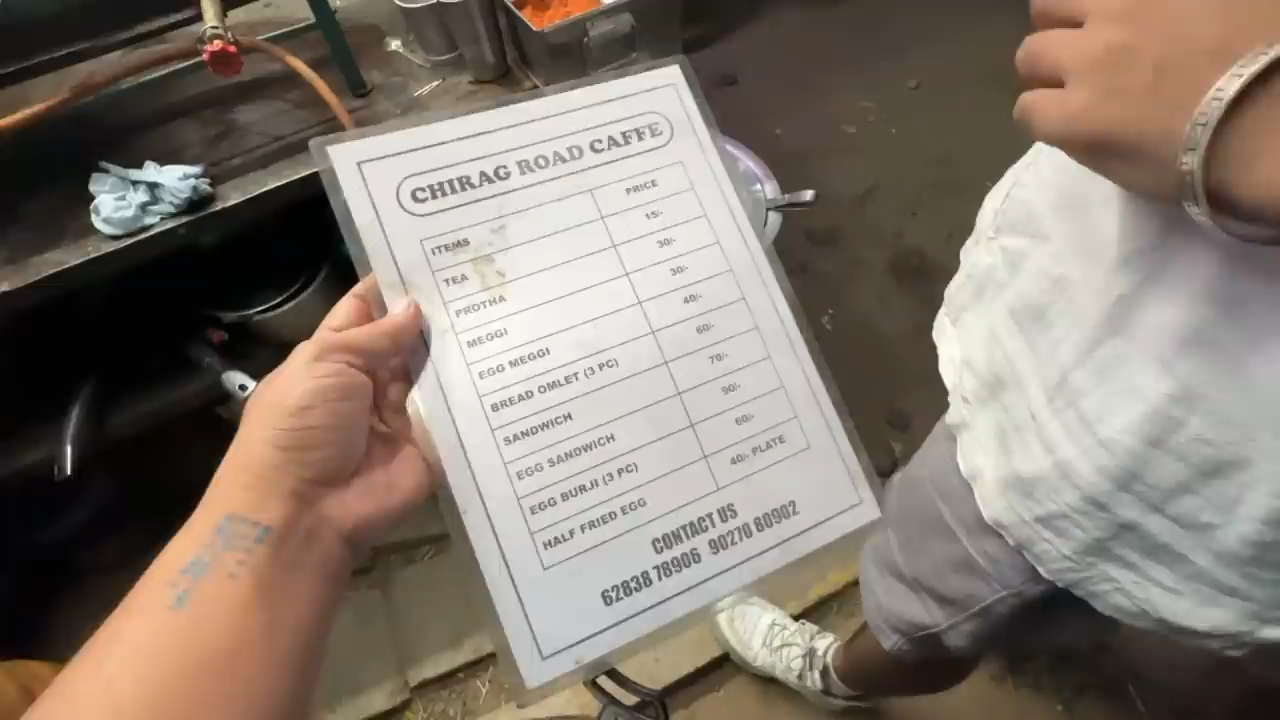 CHIRAG ROAD CAFFE
ITEMS PRICE
TEA 15/-
PROTHA 30/-
MEGGI 30/-
EGG MEGGI 40/-
BREAD OMLET (3 PC) 60/-
SANDWICH 70/-
EGG SANDWICH 90/-
EGG BURJI (3 PC) 60/-
HALF FRIED EGG 40/- PLATE
CONTACT US
62838 78906 90270 80902